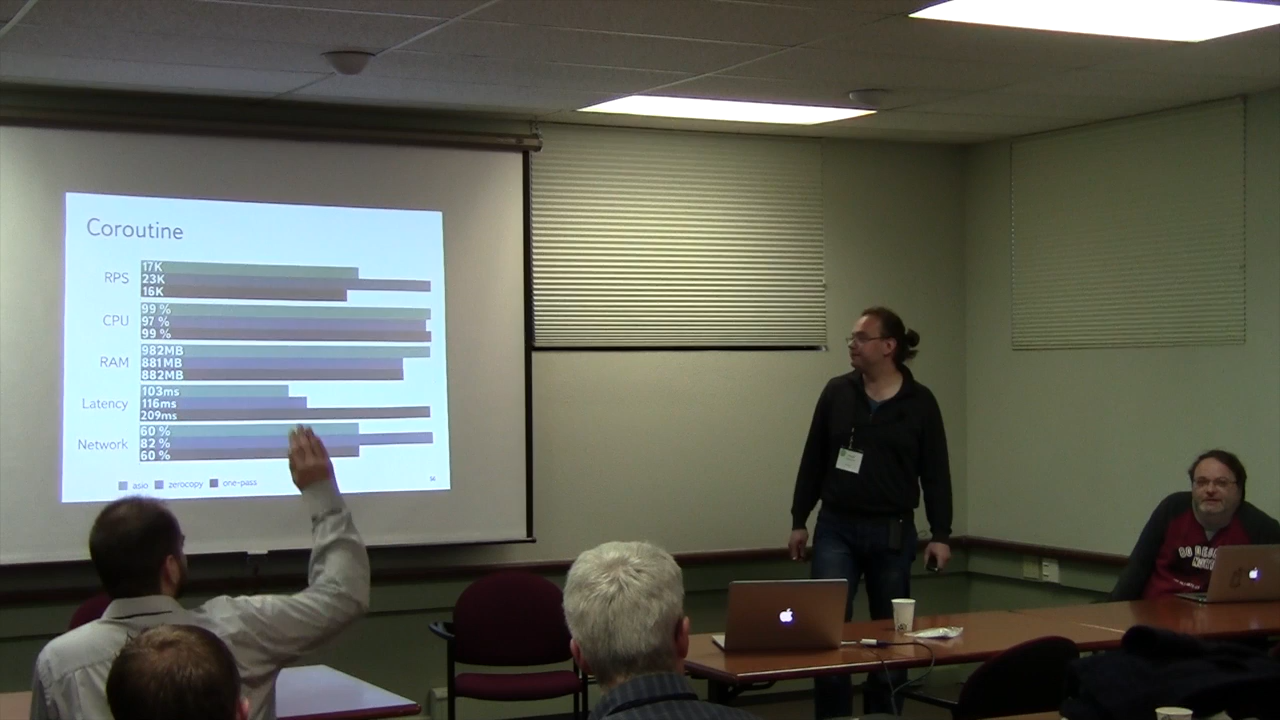 Coroutine
RPS
17K
23K
16K
CPU
99 %
97 %
99 %
RAM
982MB
881MB
882MB
Latency
103ms
116ms
209ms
Network
60 %
82 %
60 %
asio zerocopy one-pass